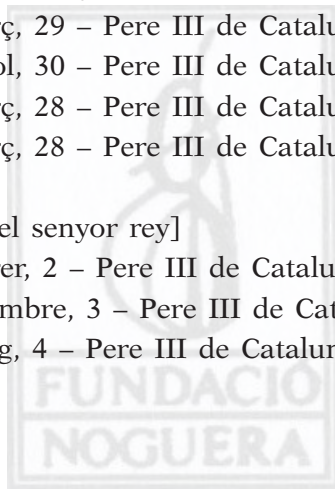 ç, 29 – Pere III de Catalu
ol, 30 – Pere III de Catalu
ç, 28 – Pere III de Catalu
ç, 28 – Pere III de Catalu
el senyor rey]
er, 2 – Pere III de Catalu
mbre, 3 – Pere III de Cat
g, 4 – Pere III de Catalun
FUNDACIÓ
NOGUERA